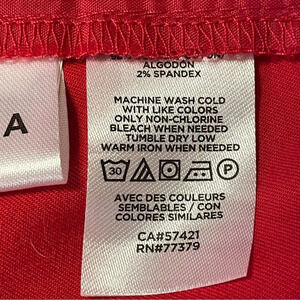 ALGODON
2% SPANDEX
MACHINE WASH COLD
WITH LIKE COLORS
ONLY NON-CHLORINE
BLEACH WHEN NEEDED
TUMBLE DRY LOW
WARM IRON WHEN NEEDED
30
P
AVEC DES COULEURS
SEMBLABLES / CON
COLORES SIMILARES
CA#57421
RN#77379
A